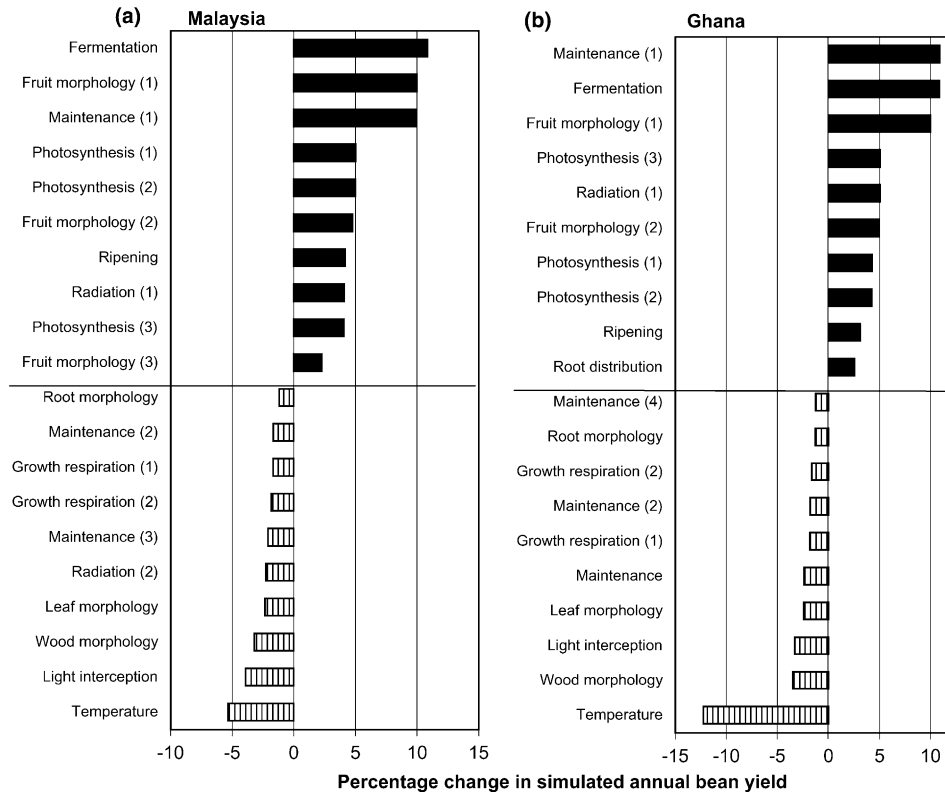 (a)
Malaysia
Fermentation
Fruit morphology (1)
Maintenance (1)
Photosynthesis (1)
Photosynthesis (2)
Fruit morphology (2)
Ripening
Radiation (1)
Photosynthesis (3)
Fruit morphology (3)
Root morphology
Maintenance (2)
Growth respiration (1)
Growth respiration (2)
Maintenance (3)
Radiation (2)
Leaf morphology
Wood morphology
Light interception
Temperature
-10 -5 0 5 10 15
(b)
Ghana
Maintenance (1)
Fermentation
Fruit morphology (1)
Photosynthesis (3)
Radiation (1)
Fruit morphology (2)
Photosynthesis (1)
Photosynthesis (2)
Ripening
Root distribution
Maintenance (4)
Root morphology
Growth respiration (2)
Maintenance (2)
Growth respiration (1)
Maintenance
Leaf morphology
Light interception
Wood morphology
Temperature
-15 -10 -5 0 5 10
Percentage change in simulated annual bean yield